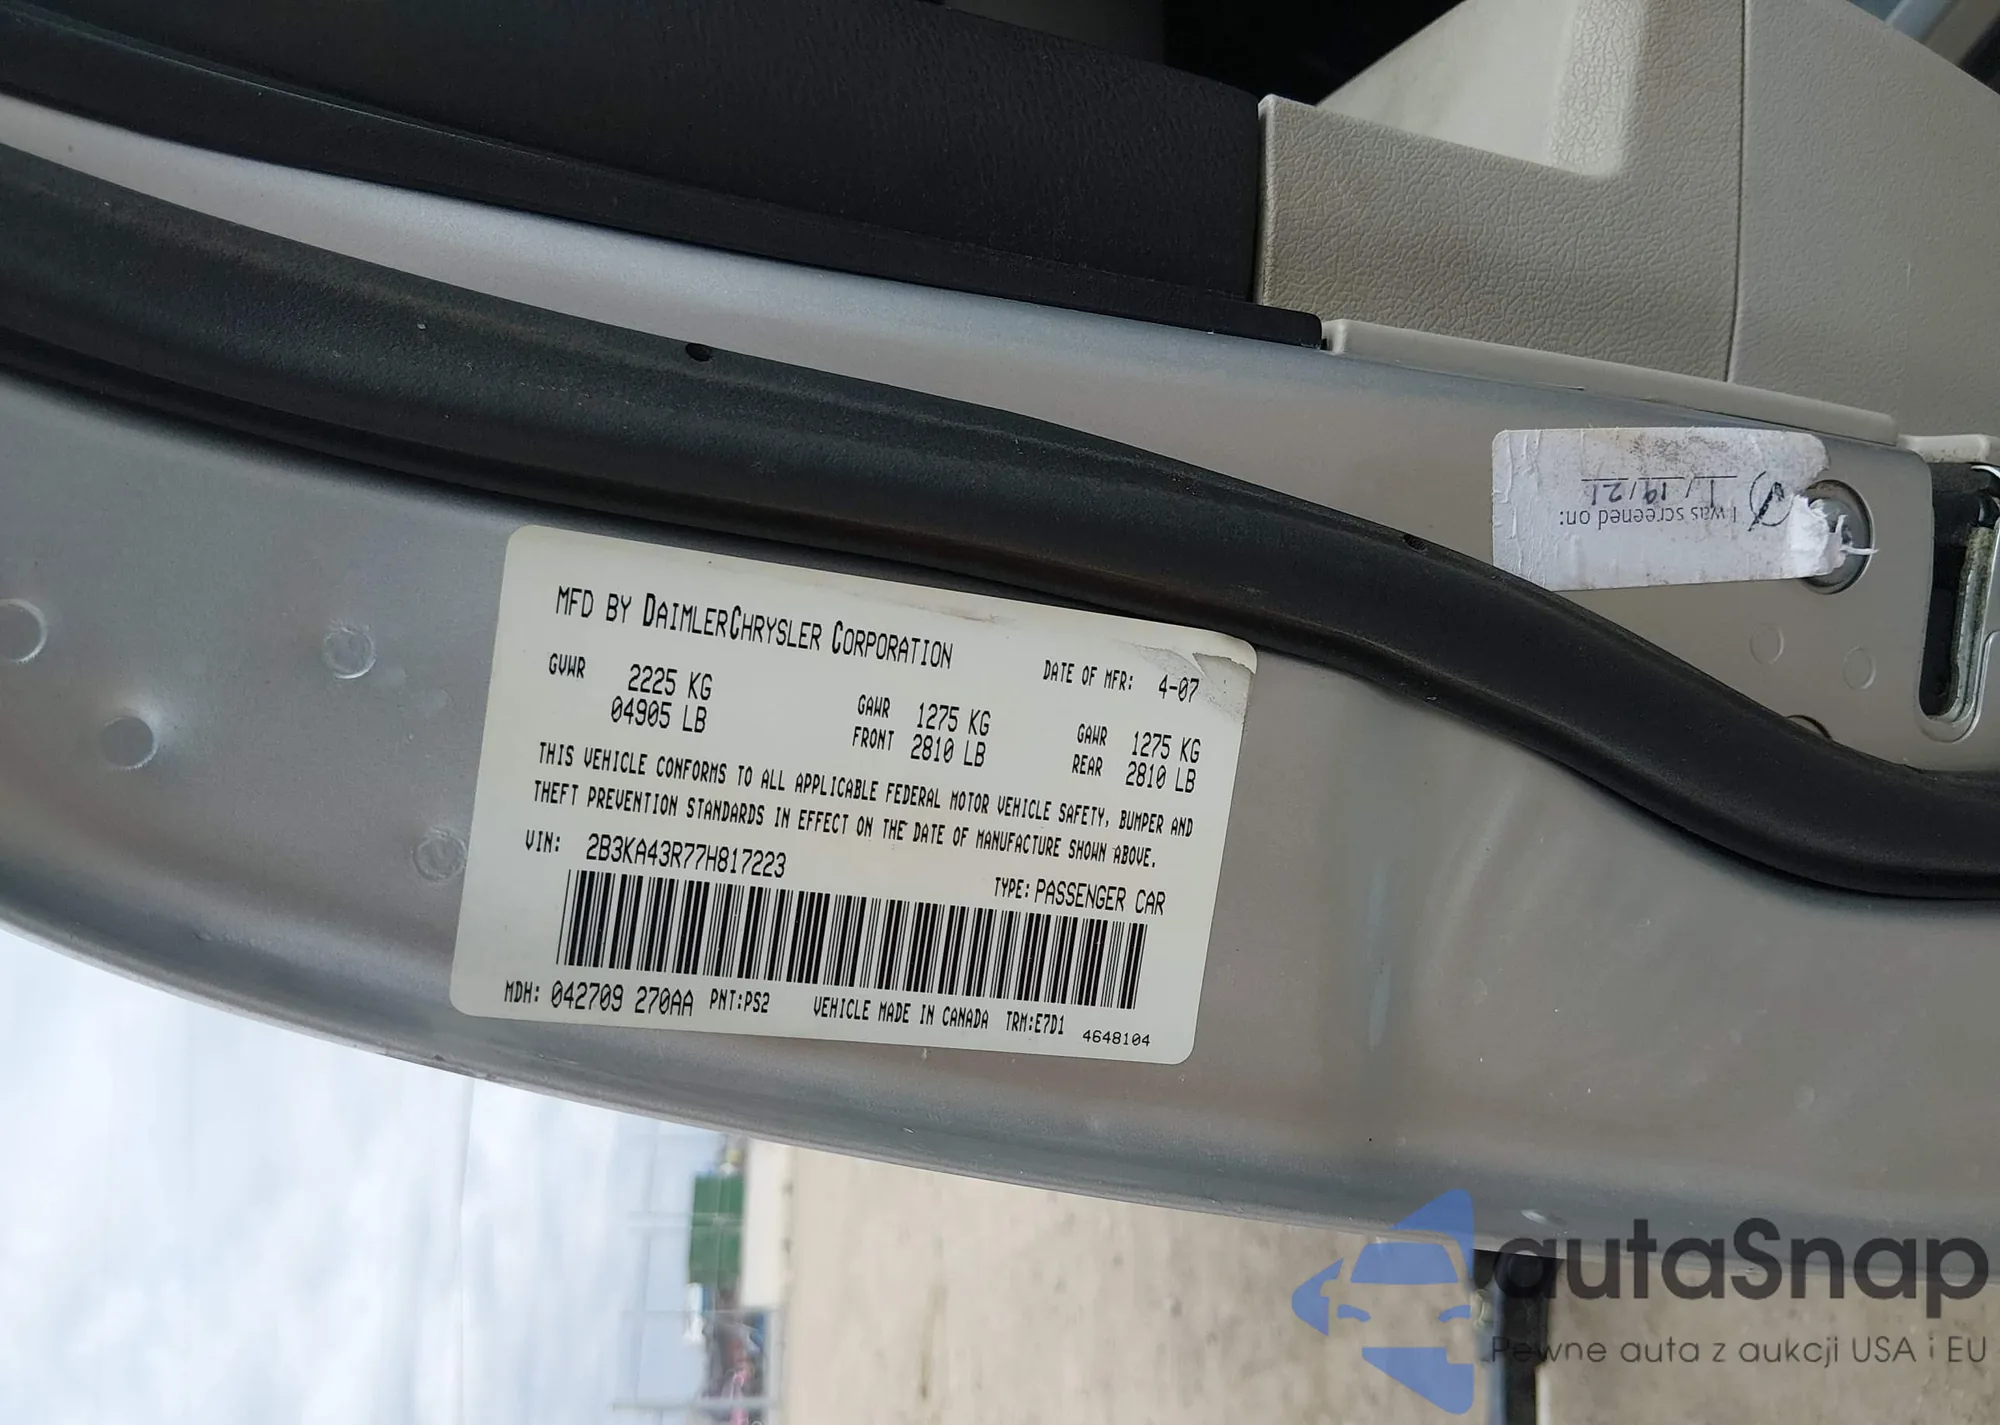 MFD BY DAIMLERCHRYSLER CORPORATION
DATE OF MFR: 4-07
GVWR 2225 KG
04905 LB
GAWR FRONT 1275 KG
2810 LB
GAWR REAR 1275 KG
2810 LB
THIS VEHICLE CONFORMS TO ALL APPLICABLE FEDERAL MOTOR VEHICLE SAFETY, BUMPER AND
THEFT PREVENTION STANDARDS IN EFFECT ON THE DATE OF MANUFACTURE SHOWN ABOVE.
VIN: 2B3KA43R77H817223
TYPE: PASSENGER CAR
MDH: 042709 270AA PNT:PS2 VEHICLE MADE IN CANADA TRM:E7D1 4648104
I was screened on:
1/19/21
autaSnap
Pewne auta z aukcji USA i EU